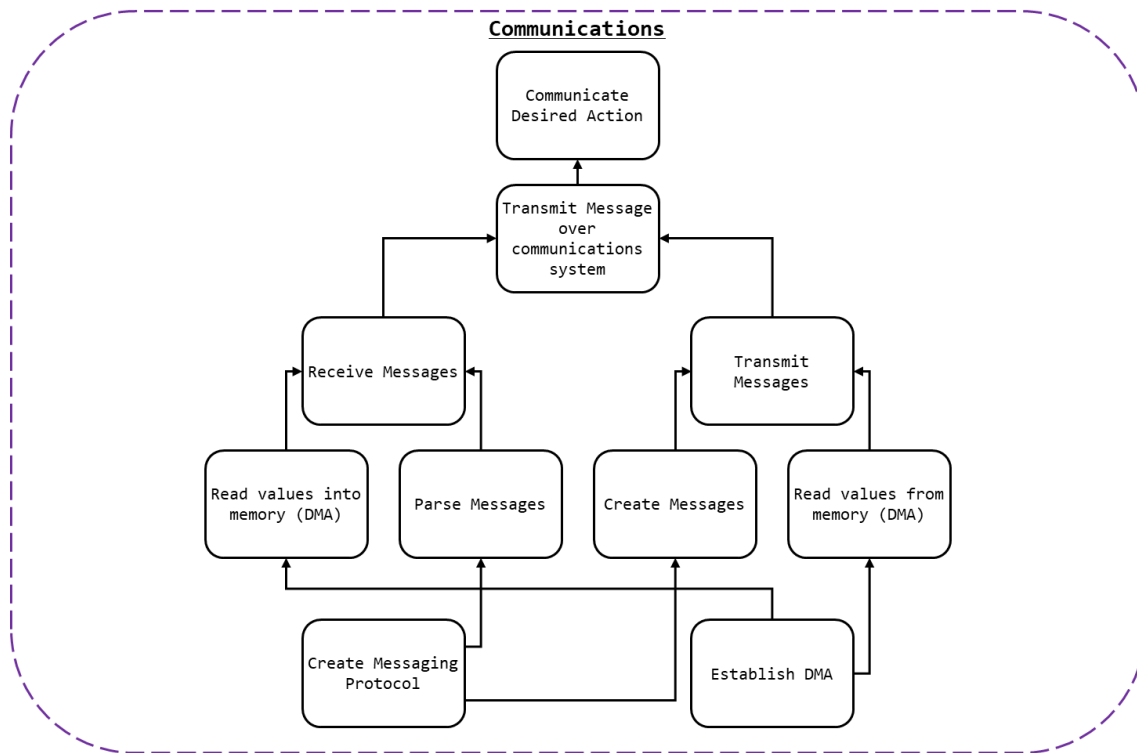 Communications
Communicate
Desired Action
Transmit Message
over
communications
system
Receive Messages
Transmit
Messages
Read values into
memory (DMA)
Parse Messages
Create Messages
Read values from
memory (DMA)
Create Messaging
Protocol
Establish DMA